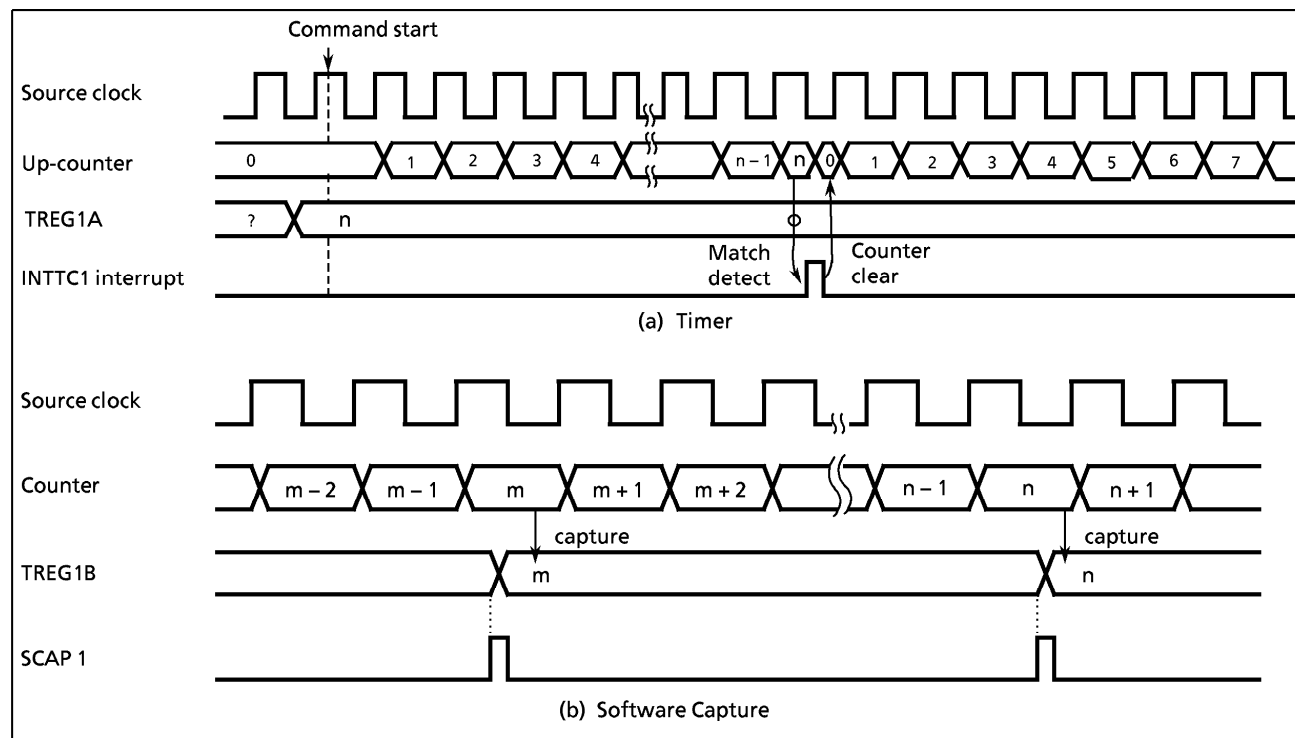 Command start
Source clock
Up-counter 0 1 2 3 4 n – 1 n 0 1 2 3 4 5 6 7
TREG1A ? n
INTTC1 interrupt
Match detect
Counter clear
(a) Timer
Source clock
Counter m – 2 m – 1 m m + 1 m + 2 n – 1 n n + 1
capture capture
TREG1B m n
SCAP 1
(b) Software Capture